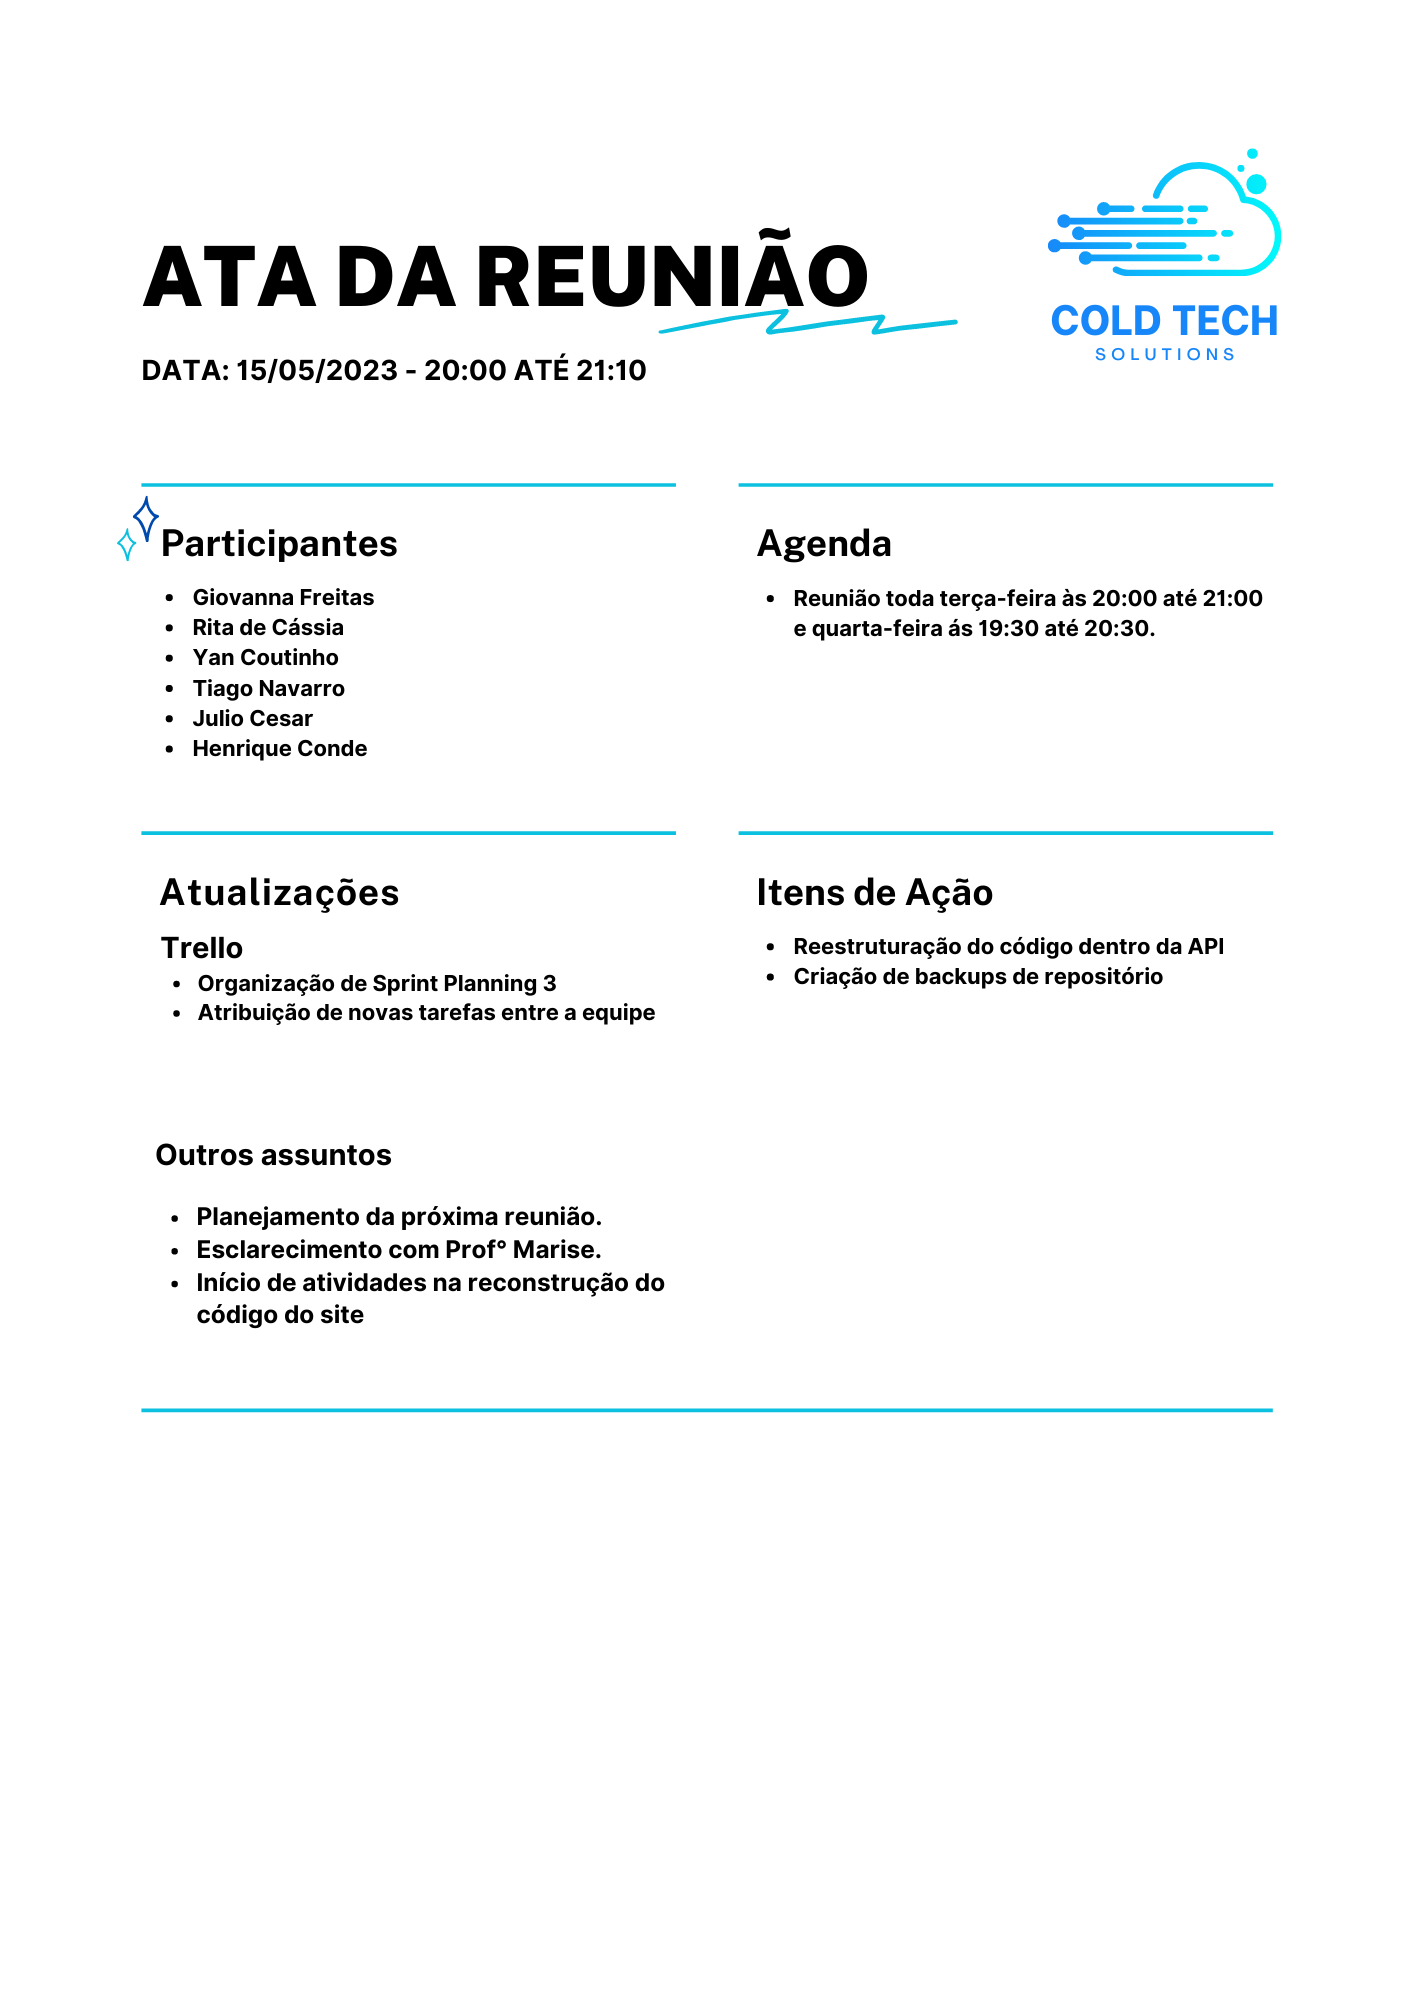 ATA DA REUNIÃO
COLD TECH
SOLUTIONS
DATA: 15/05/2023 - 20:00 ATÉ 21:10
Participantes
• Giovanna Freitas
• Rita de Cássia
• Yan Coutinho
• Tiago Navarro
• Julio Cesar
• Henrique Conde
Agenda
• Reunião toda terça-feira às 20:00 até 21:00
e quarta-feira ás 19:30 até 20:30.
Atualizações
Trello
• Organização de Sprint Planning 3
• Atribuição de novas tarefas entre a equipe
Itens de Ação
• Reestruturação do código dentro da API
• Criação de backups de repositório
Outros assuntos
• Planejamento da próxima reunião.
• Esclarecimento com Prof° Marise.
• Início de atividades na reconstrução do
código do site